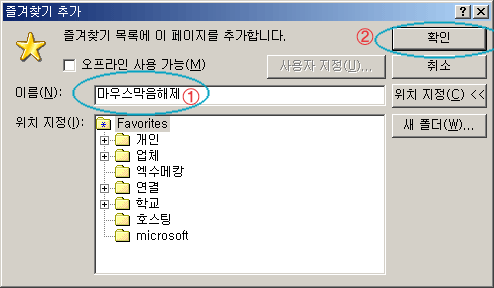 즐겨찾기 추가
즐겨찾기 목록에 이 페이지를 추가합니다.
② 확인
오프라인 사용 가능(M) 사용자 지정(U)... 취소
이름(N): 마우스막음해제 ① 위치 지정(C) <<
위치 지정(I): Favorites 새 폴더(W)...
개인
업체
엑수메캉
연결
학교
호스팅
microsoft